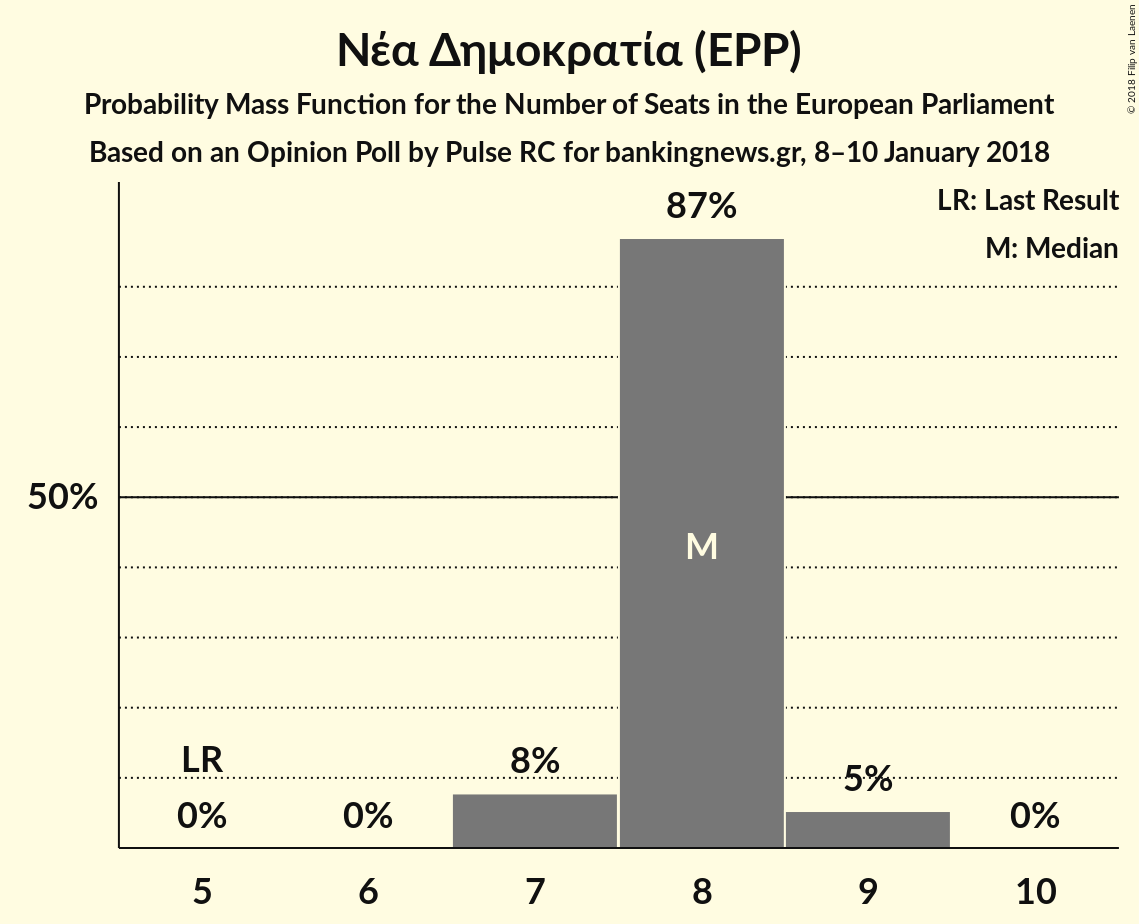 Νέα Δημοκρατία (EPP)
Probability Mass Function for the Number of Seats in the European Parliament
Based on an Opinion Poll by Pulse RC for bankingnews.gr, 8–10 January 2018
© 2018 Filip van Laenen
LR: Last Result
M: Median
87%
50%
M
LR
8%
5%
0%
0%
0%
5
6
7
8
9
10